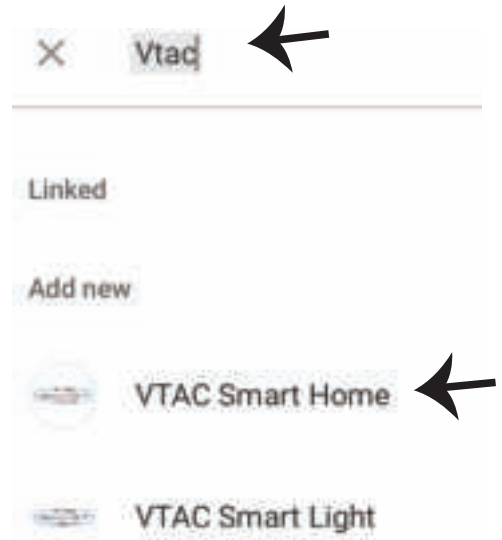 Vtac
Linked
Add new
VTAC Smart Home
VTAC Smart Light